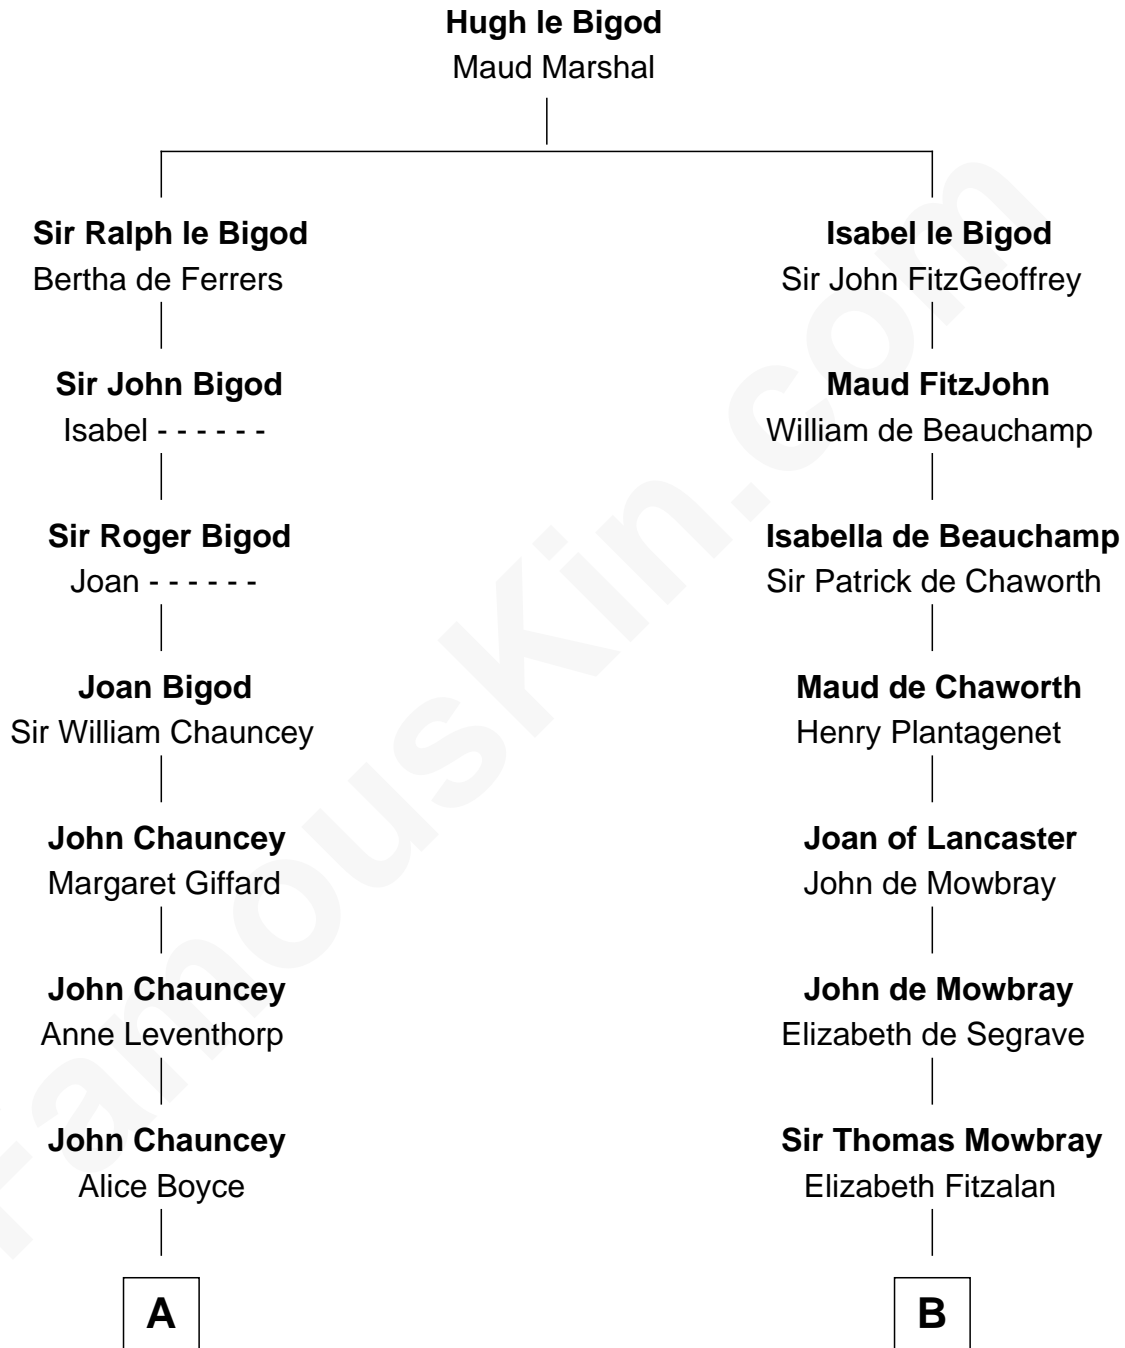 Hugh le Bigod
Maud Marshal
Sir Ralph le Bigod
Bertha de Ferrers
Isabel le Bigod
Sir John FitzGeoffrey
Sir John Bigod
Isabel - - - - - -
Maud FitzJohn
William de Beauchamp
Sir Roger Bigod
Joan - - - - - -
Isabella de Beauchamp
Sir Patrick de Chaworth
Joan Bigod
Sir William Chauncey
Maud de Chaworth
Henry Plantagenet
John Chauncey
Margaret Giffard
Joan of Lancaster
John de Mowbray
John Chauncey
Anne Leventhorp
John de Mowbray
Elizabeth de Segrave
John Chauncey
Alice Boyce
Sir Thomas Mowbray
Elizabeth Fitzalan
A
B
FamousKin.com